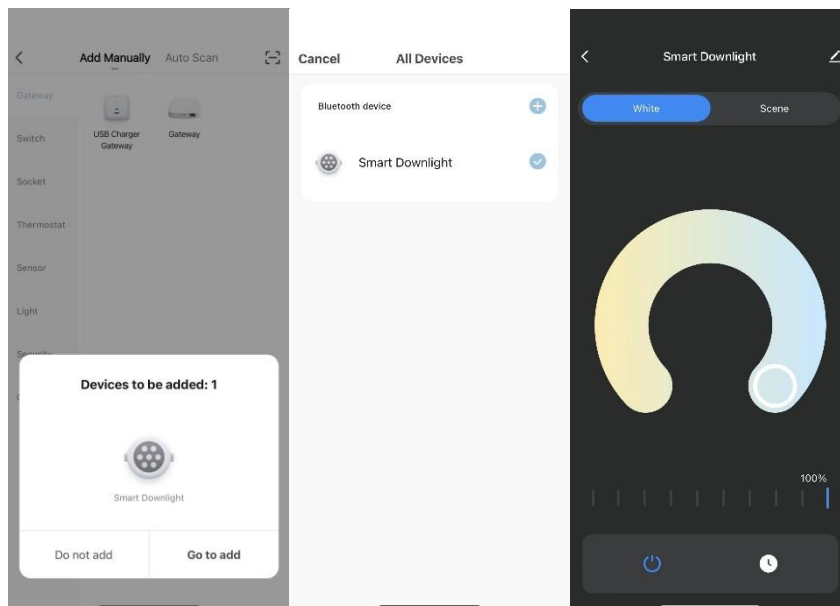 Add Manually
Auto Scan
Gateway
USB Charger
Gateway
Gateway
Switch
Socket
Thermostat
Sensor
Light
Security
Devices to be added: 1
Smart Downlight
Do not add
Go to add
Cancel
All Devices
Bluetooth device
Smart Downlight
Smart Downlight
White
Scene
100%